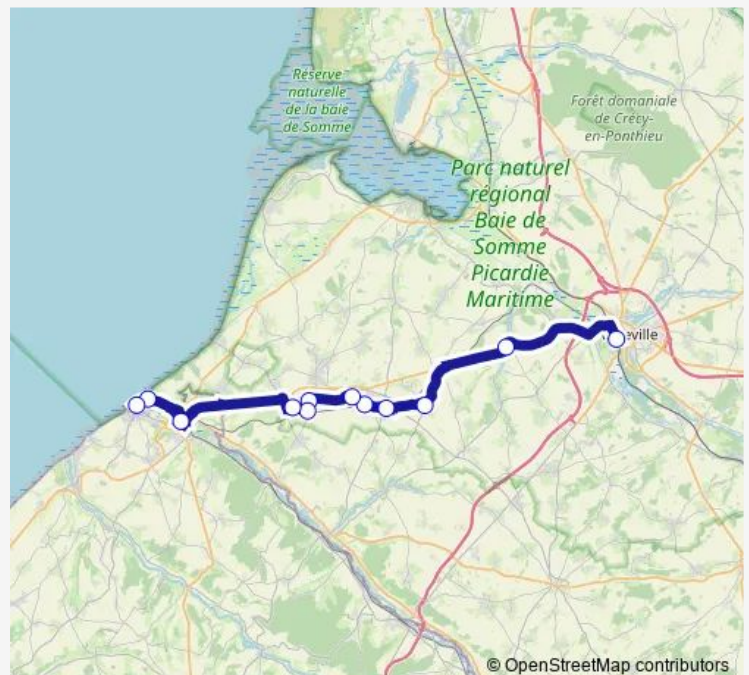 Réserve
naturelle
de la baie
de Somme
Forêt domaniale
de Crécy-
en-Ponthieu
Parc naturel
régional
Baie de
Somme
Picardie
Maritime
eville
© OpenStreetMap contributors